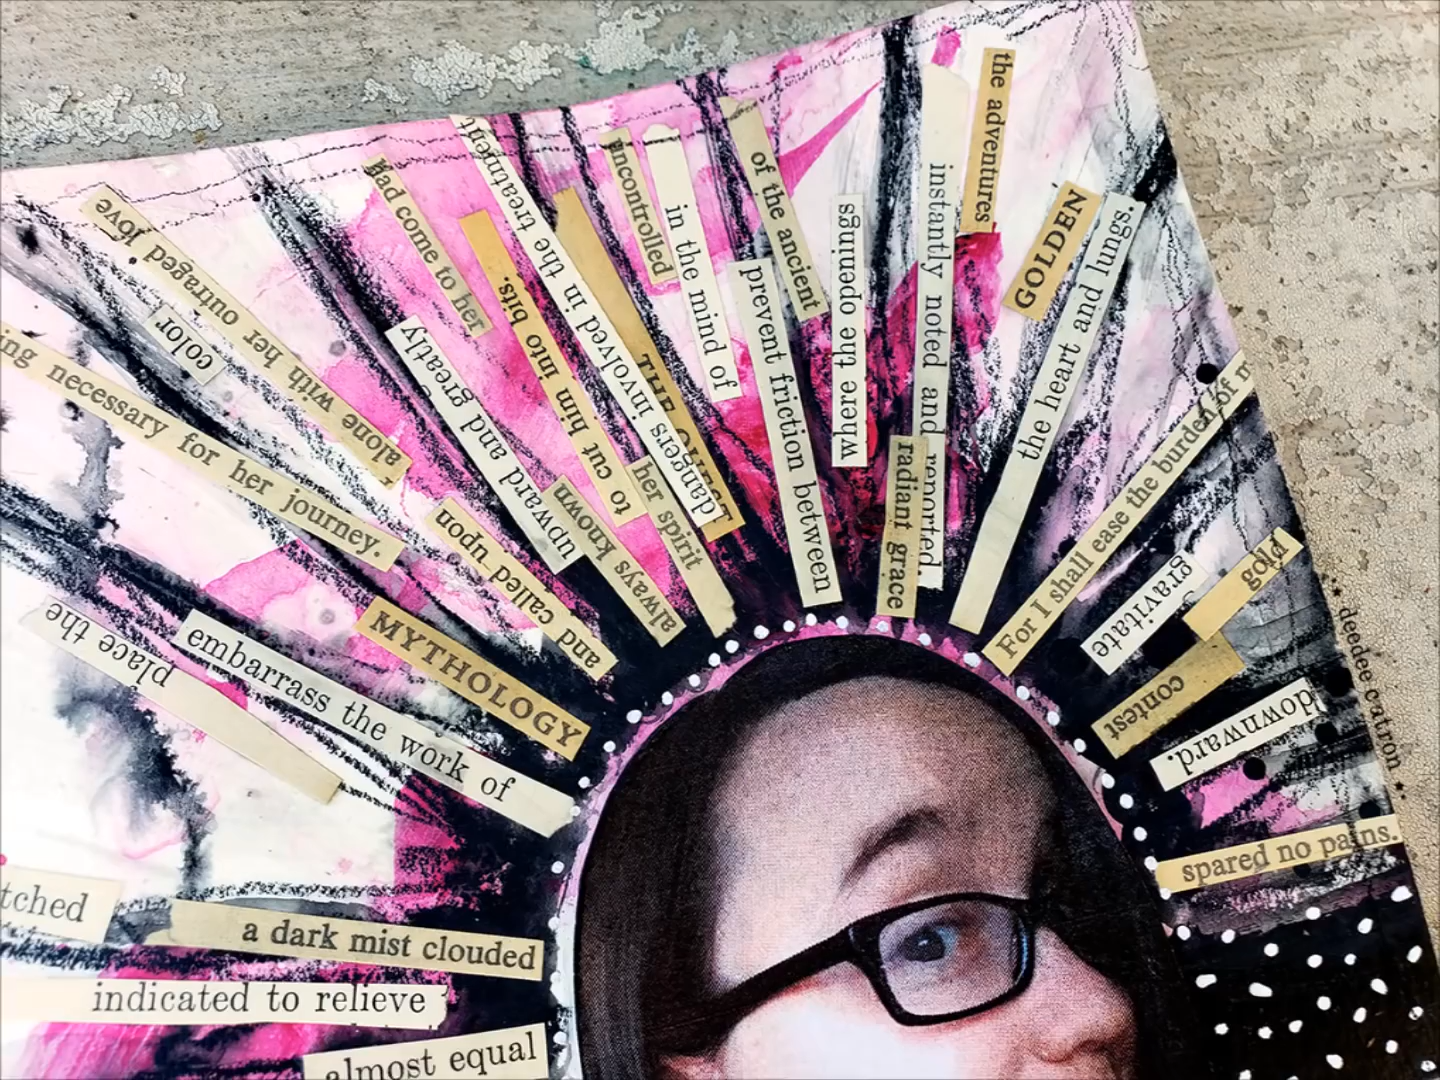 the adventures
GOLDEN
instantly noted and reported
radiant grace
the heart and lungs.
where the openings
of the ancient
prevent friction between
in the mind of
uncontrolled
dangers involved in the treatment
her spirit
to cut him into bits.
had come to her
always known
upward and greatly
and called upon
alone with her outraged love
color
necessary for her journey.
MYTHOLOGY
embarrass the work of
the place
For I shall ease the burden of
gravitate
gold
contest
downward.
spared no pains.
tched
a dark mist clouded
indicated to relieve
almost equal
deedee catron